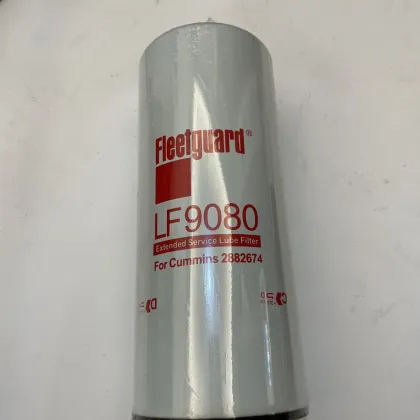 Fleetguard®
LF9080
Extended Service Lube Filter
For Cummins 2882674